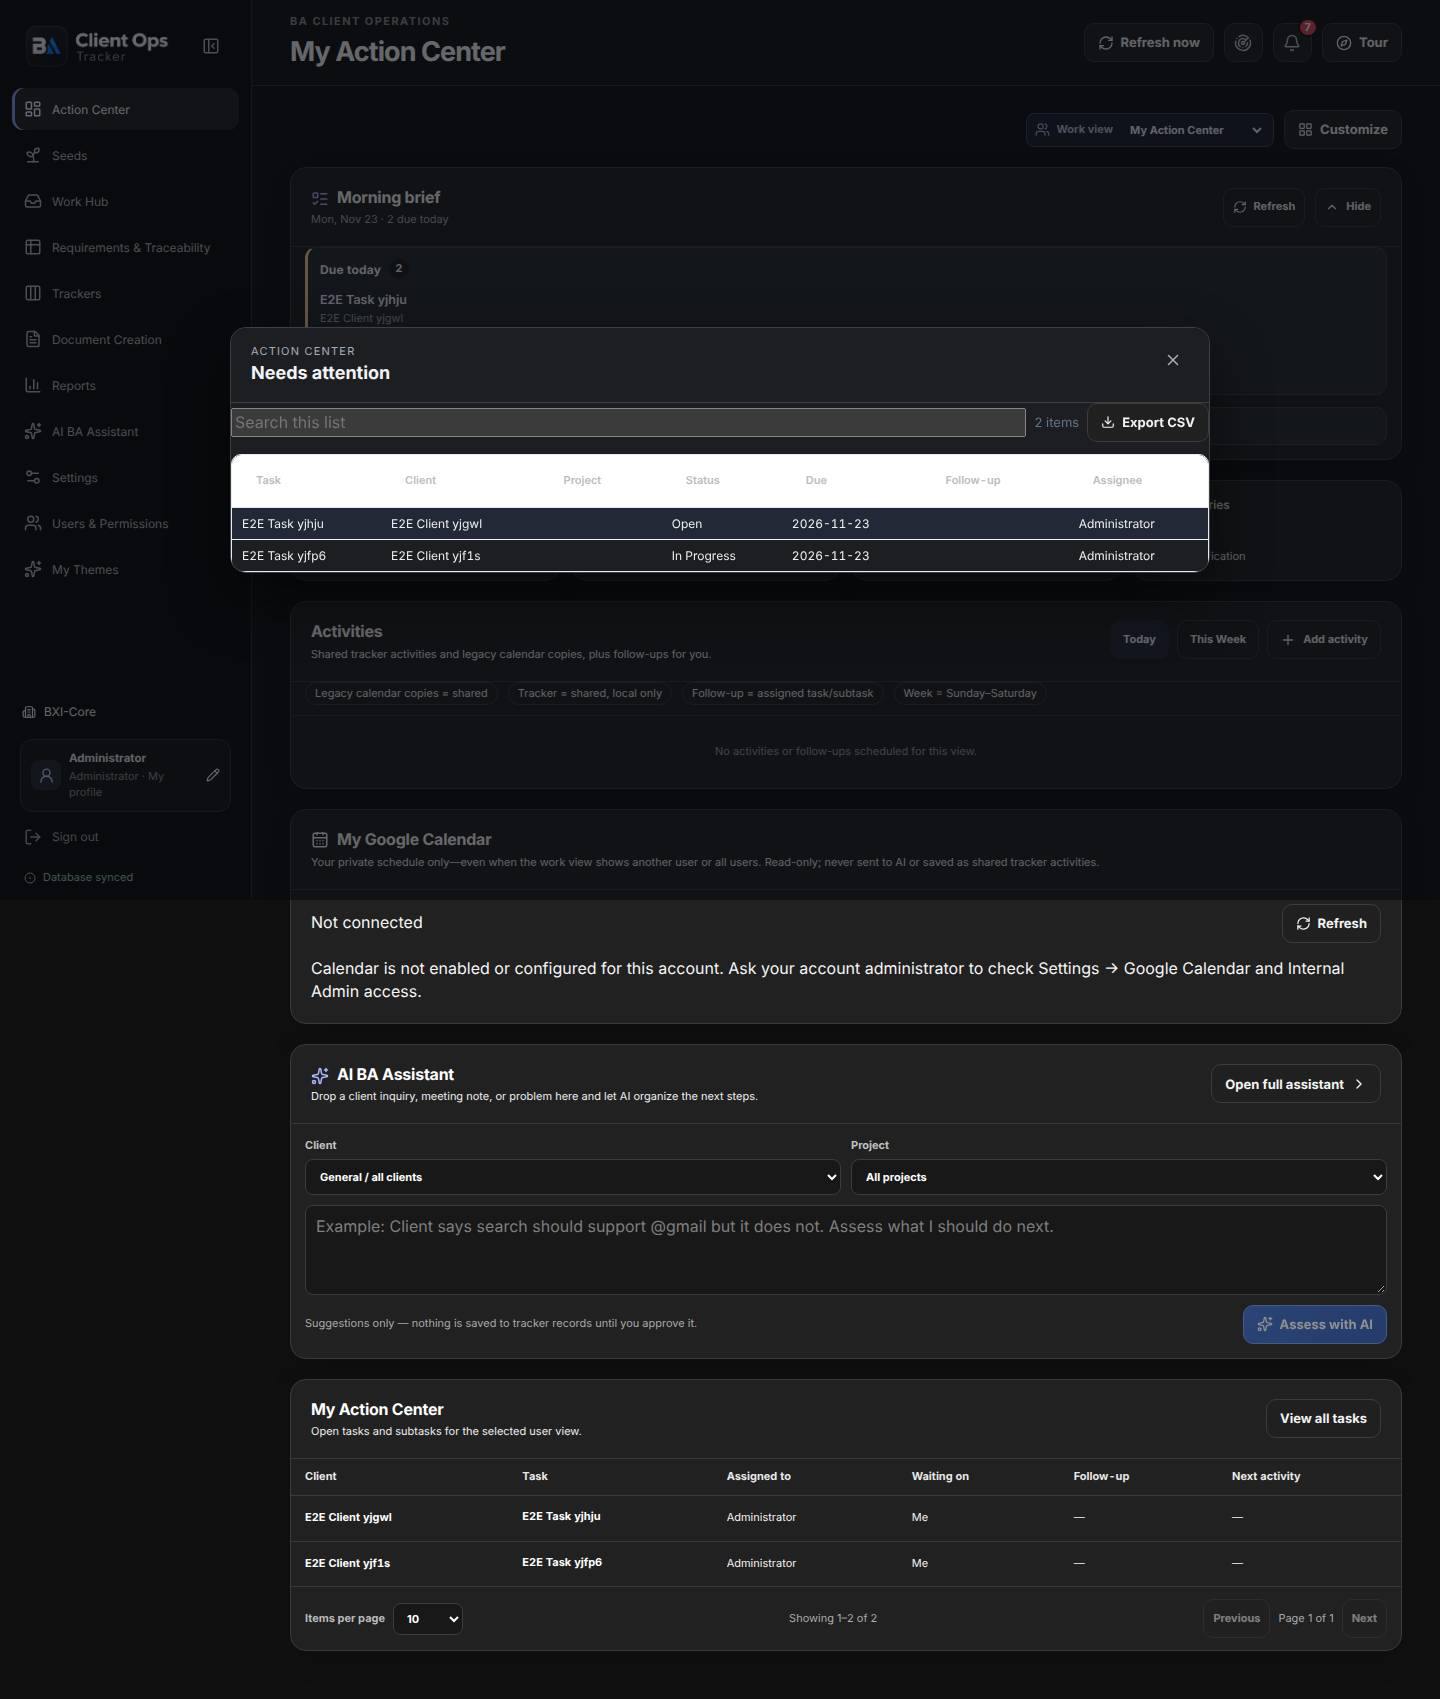 BA Client Ops
Tracker
Action Center
Seeds
Work Hub
Requirements & Traceability
Trackers
Document Creation
Reports
AI BA Assistant
Settings
Users & Permissions
My Themes
BXI-Core
Administrator
Administrator · My
profile
Sign out
Database synced
BA CLIENT OPERATIONS
My Action Center
Refresh now
7
Tour
Work view My Action Center
Customize
Morning brief
Mon, Nov 23 · 2 due today
Refresh
Hide
Due today 2
E2E Task yjhju
E2E Client yjgwl
ACTION CENTER
Needs attention
Search this list
2 items
Export CSV
Task Client Project Status Due Follow-up Assignee
E2E Task yjhju E2E Client yjgwl Open 2026-11-23 Administrator
E2E Task yjfp6 E2E Client yjf1s In Progress 2026-11-23 Administrator
ries
ication
Activities
Shared tracker activities and legacy calendar copies, plus follow-ups for you.
Today
This Week
Add activity
Legacy calendar copies = shared
Tracker = shared, local only
Follow-up = assigned task/subtask
Week = Sunday–Saturday
No activities or follow-ups scheduled for this view.
My Google Calendar
Your private schedule only—even when the work view shows another user or all users. Read-only; never sent to AI or saved as shared tracker activities.
Not connected
Refresh
Calendar is not enabled or configured for this account. Ask your account administrator to check Settings → Google Calendar and Internal
Admin access.
AI BA Assistant
Drop a client inquiry, meeting note, or problem here and let AI organize the next steps.
Open full assistant
Client Project
General / all clients All projects
Example: Client says search should support @gmail but it does not. Assess what I should do next.
Suggestions only — nothing is saved to tracker records until you approve it.
Assess with AI
My Action Center
Open tasks and subtasks for the selected user view.
View all tasks
Client Task Assigned to Waiting on Follow-up Next activity
E2E Client yjgwl E2E Task yjhju Administrator Me — —
E2E Client yjf1s E2E Task yjfp6 Administrator Me — —
Items per page 10
Showing 1–2 of 2
Previous Page 1 of 1 Next